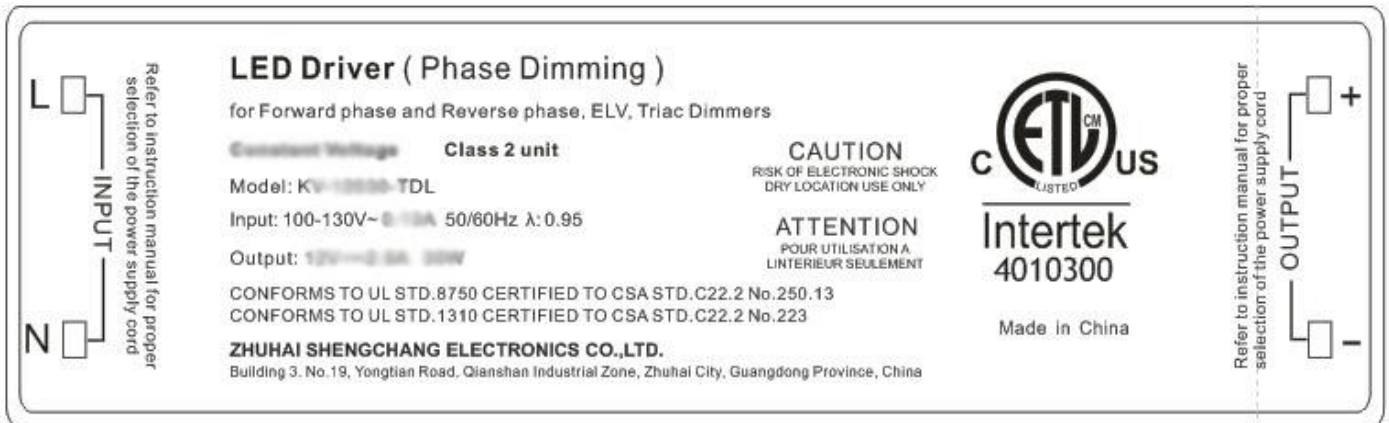 L
N
INPUT
Refer to instruction manual for proper
selection of the power supply cord
LED Driver ( Phase Dimming )
for Forward phase and Reverse phase, ELV, Triac Dimmers
Class 2 unit
Model: K -TDL
Input: 100-130V~ 50/60Hz λ: 0.95
Output:
CONFORMS TO UL STD.8750 CERTIFIED TO CSA STD.C22.2 No.250.13
CONFORMS TO UL STD.1310 CERTIFIED TO CSA STD.C22.2 No.223
ZHUHAI SHENGCHANG ELECTRONICS CO.,LTD.
Building 3. No.19, Yongtian Road, Qianshan Industrial Zone, Zhuhai City, Guangdong Province, China
CAUTION
RISK OF ELECTRONIC SHOCK
DRY LOCATION USE ONLY
ATTENTION
POUR UTILISATION A
LINTERIEUR SEULEMENT
C ETL CM US
LISTED
Intertek
4010300
Made in China
Refer to instruction manual for proper
selection of the power supply cord
OUTPUT
+
-